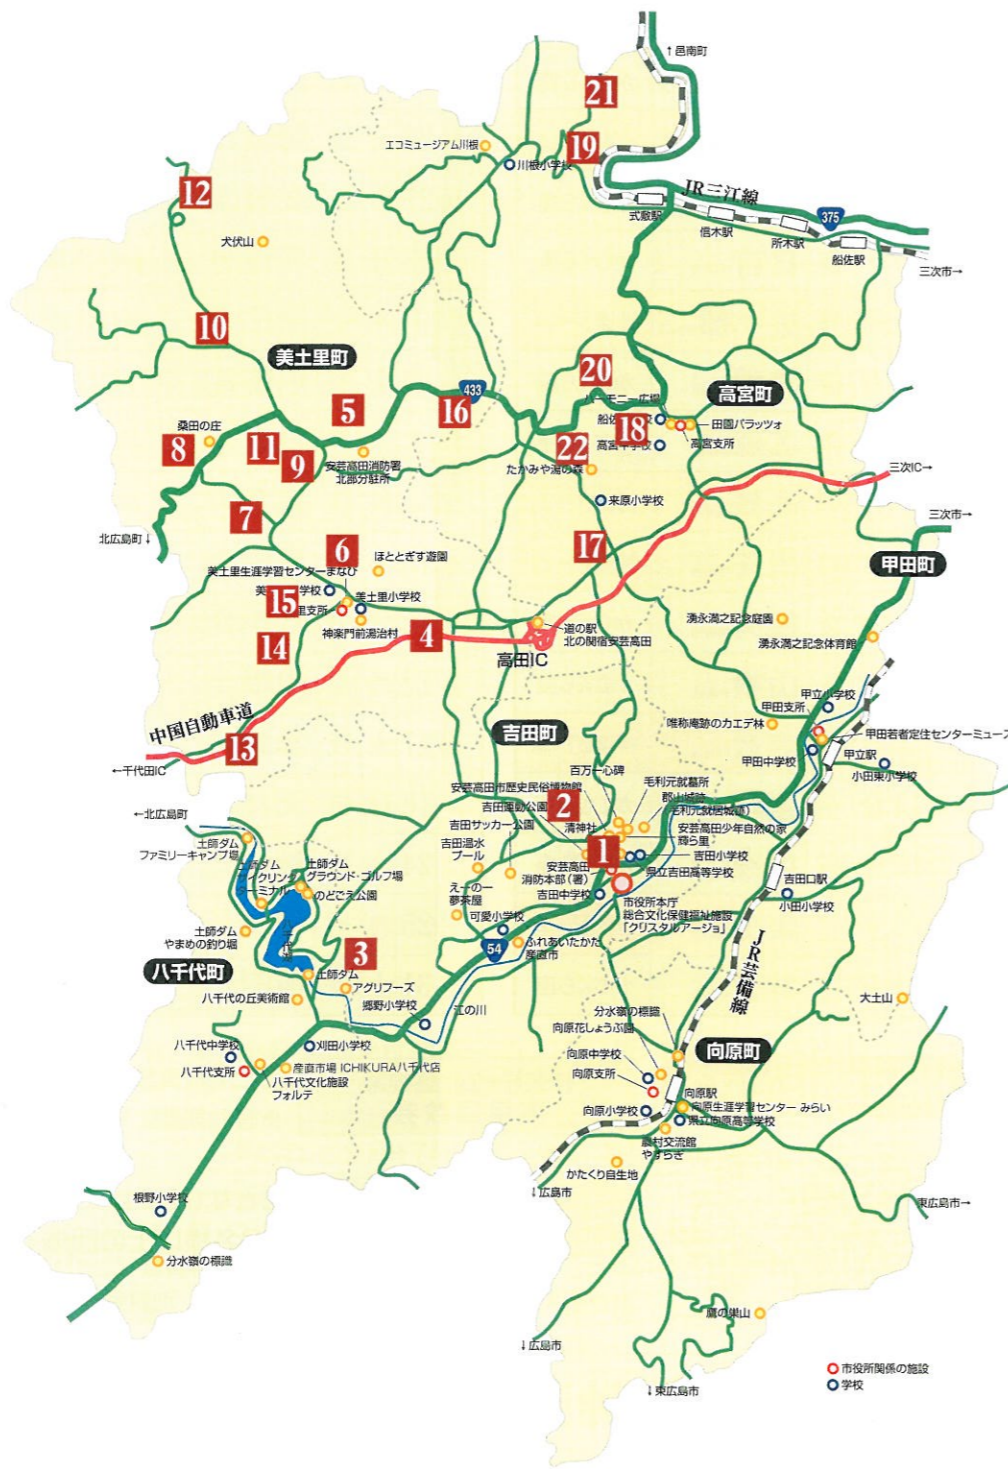 ↑邑南町
21
エコミュージアム川根
19
川根小学校
12
JR三江線
式敷駅
信木駅
所木駅
375
船佐駅
三次市→
犬伏山
10
美土里町
20
433
16
高宮町
5
桑田の庄
8
11
9
安芸高田消防署
北部分駐所
18
田園パラッツォ
高宮支所
22
たかみや湯の森
三次IC→
来原小学校
三次市→
7
北広島町↓
甲田町
17
6
ほととぎす遊園
美土里生涯学習センターまなび
美土里小学校
15
神楽門前湯治村
4
道の駅
北の関宿安芸高田
高田IC
14
湧永満之記念庭園
湧永満之記念体育館
中国自動車道
13
←千代田IC
吉田町
甲立小学校
甲田支所
唯称庵跡のカエデ林
甲田若者定住センターミューズ
甲立駅
甲田中学校
小田東小学校
百万一心碑
安芸高田市歴史民俗博物館
毛利元就墓所
郡山城跡
2
吉田運動公園
吉田サッカー公園
清神社
安芸高田少年自然の家
輝ら里
←北広島町
土師ダム
ファミリーキャンプ場
吉田温水
プール
1
吉田小学校
安芸高田
消防本部(署)
県立吉田高等学校
土師ダム
サイクリング
ターミナル
土師ダム
グラウンド・ゴルフ場
のどごえ公園
吉田中学校
えーのー
夢茶屋
可愛小学校
市役所本庁
総合文化保健福祉施設
「クリスタルアージョ」
吉田口駅
小田小学校
54
ふれあいたかた
産直市
土師ダム
やまめの釣り堀
3
八千代町
土師ダム
アグリフーズ
八千代の丘美術館
郷野小学校
江の川
JR芸備線
大土山
分水嶺の標識
向原花しょうぶ園
向原町
八千代中学校
刈田小学校
八千代支所
産直市場 ICHIKURA八千代店
八千代文化施設
フォルテ
向原中学校
向原支所
向原駅
向原生涯学習センター みらい
向原小学校
県立向原高等学校
農村交流館
やすらぎ
かたくり自生地
↓広島市
根野小学校
東広島市→
分水嶺の標識
鷹の巣山
↓広島市
↓東広島市
市役所関係の施設
学校